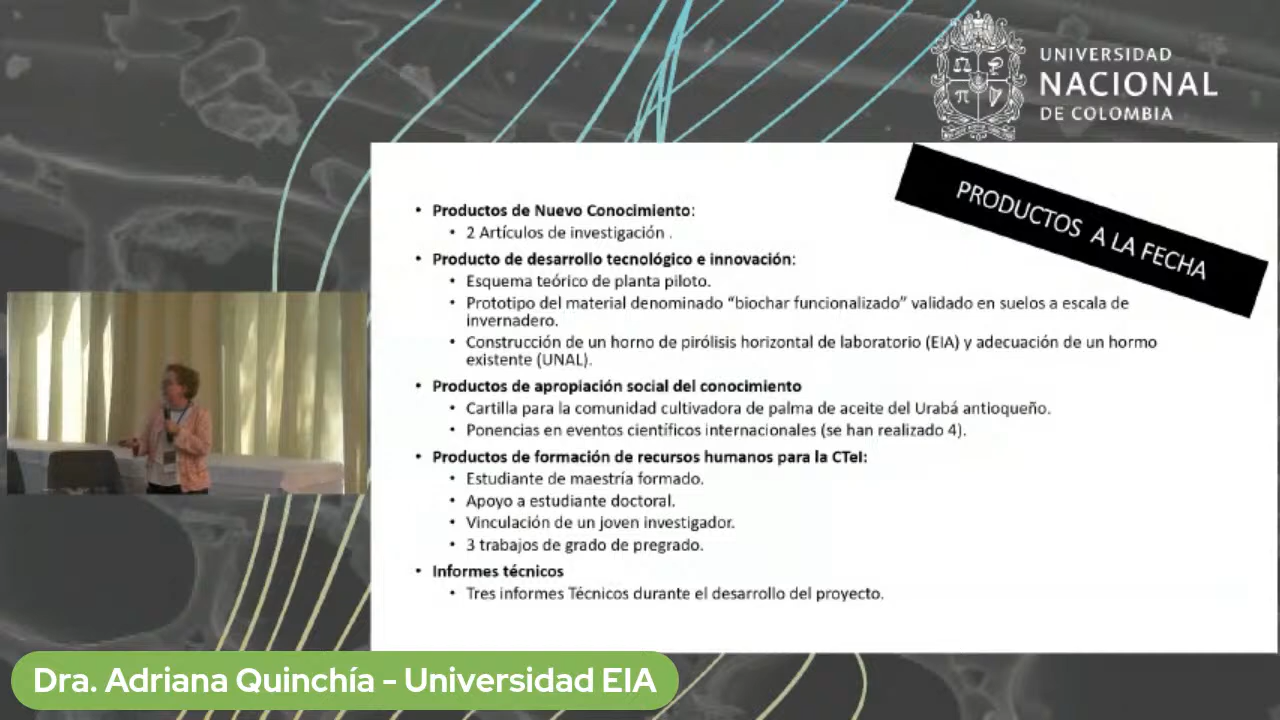 UNIVERSIDAD
NACIONAL
DE COLOMBIA
PRODUCTOS A LA FECHA
• Productos de Nuevo Conocimiento:
• 2 Artículos de investigación .
• Producto de desarrollo tecnológico e innovación:
• Esquema teórico de planta piloto.
• Prototipo del material denominado “biochar funcionalizado” validado en suelos a escala de
invernadero.
• Construcción de un horno de pirólisis horizontal de laboratorio (EIA) y adecuación de un hormo
existente (UNAL).
• Productos de apropiación social del conocimiento
• Cartilla para la comunidad cultivadora de palma de aceite del Urabá antioqueño.
• Ponencias en eventos científicos internacionales (se han realizado 4).
• Productos de formación de recursos humanos para la CTeI:
• Estudiante de maestría formado.
• Apoyo a estudiante doctoral.
• Vinculación de un joven investigador.
• 3 trabajos de grado de pregrado.
• Informes técnicos
• Tres informes Técnicos durante el desarrollo del proyecto.
Dra. Adriana Quinchía - Universidad EIA